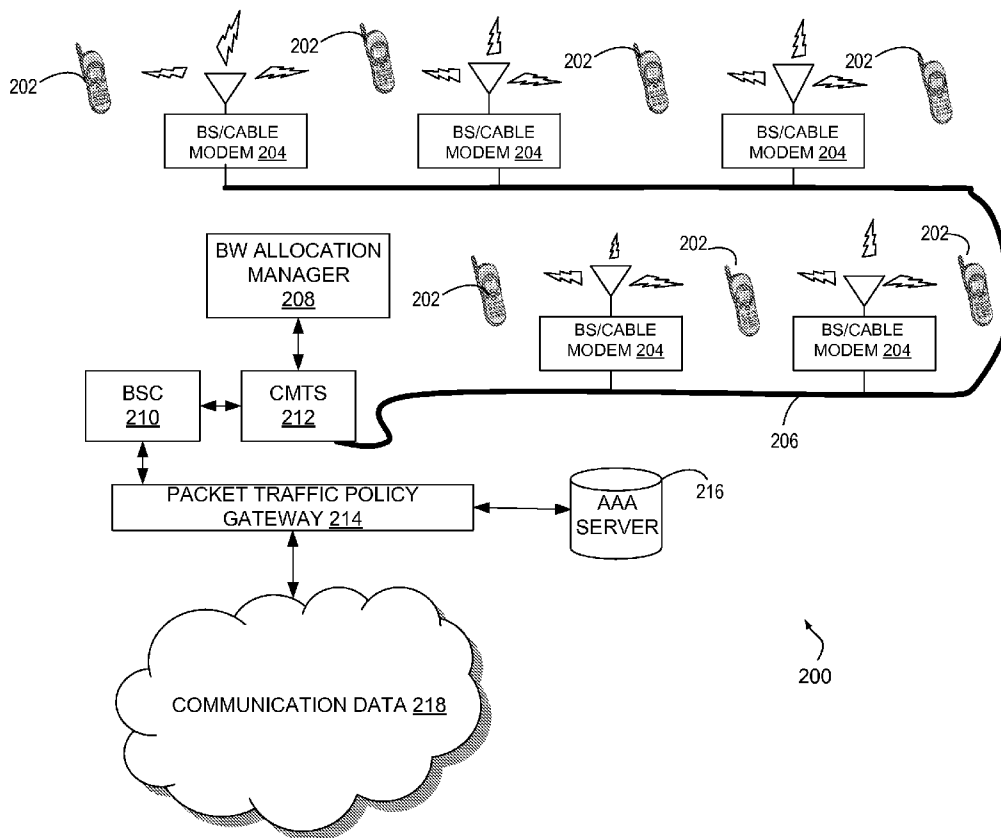 202
202
202
202
BS/CABLE
MODEM 204
BS/CABLE
MODEM 204
BS/CABLE
MODEM 204
BW ALLOCATION
MANAGER
208
202
202
202
BS/CABLE
MODEM 204
BS/CABLE
MODEM 204
BSC
210
CMTS
212
206
PACKET TRAFFIC POLICY
GATEWAY 214
AAA
SERVER
216
COMMUNICATION DATA 218
200